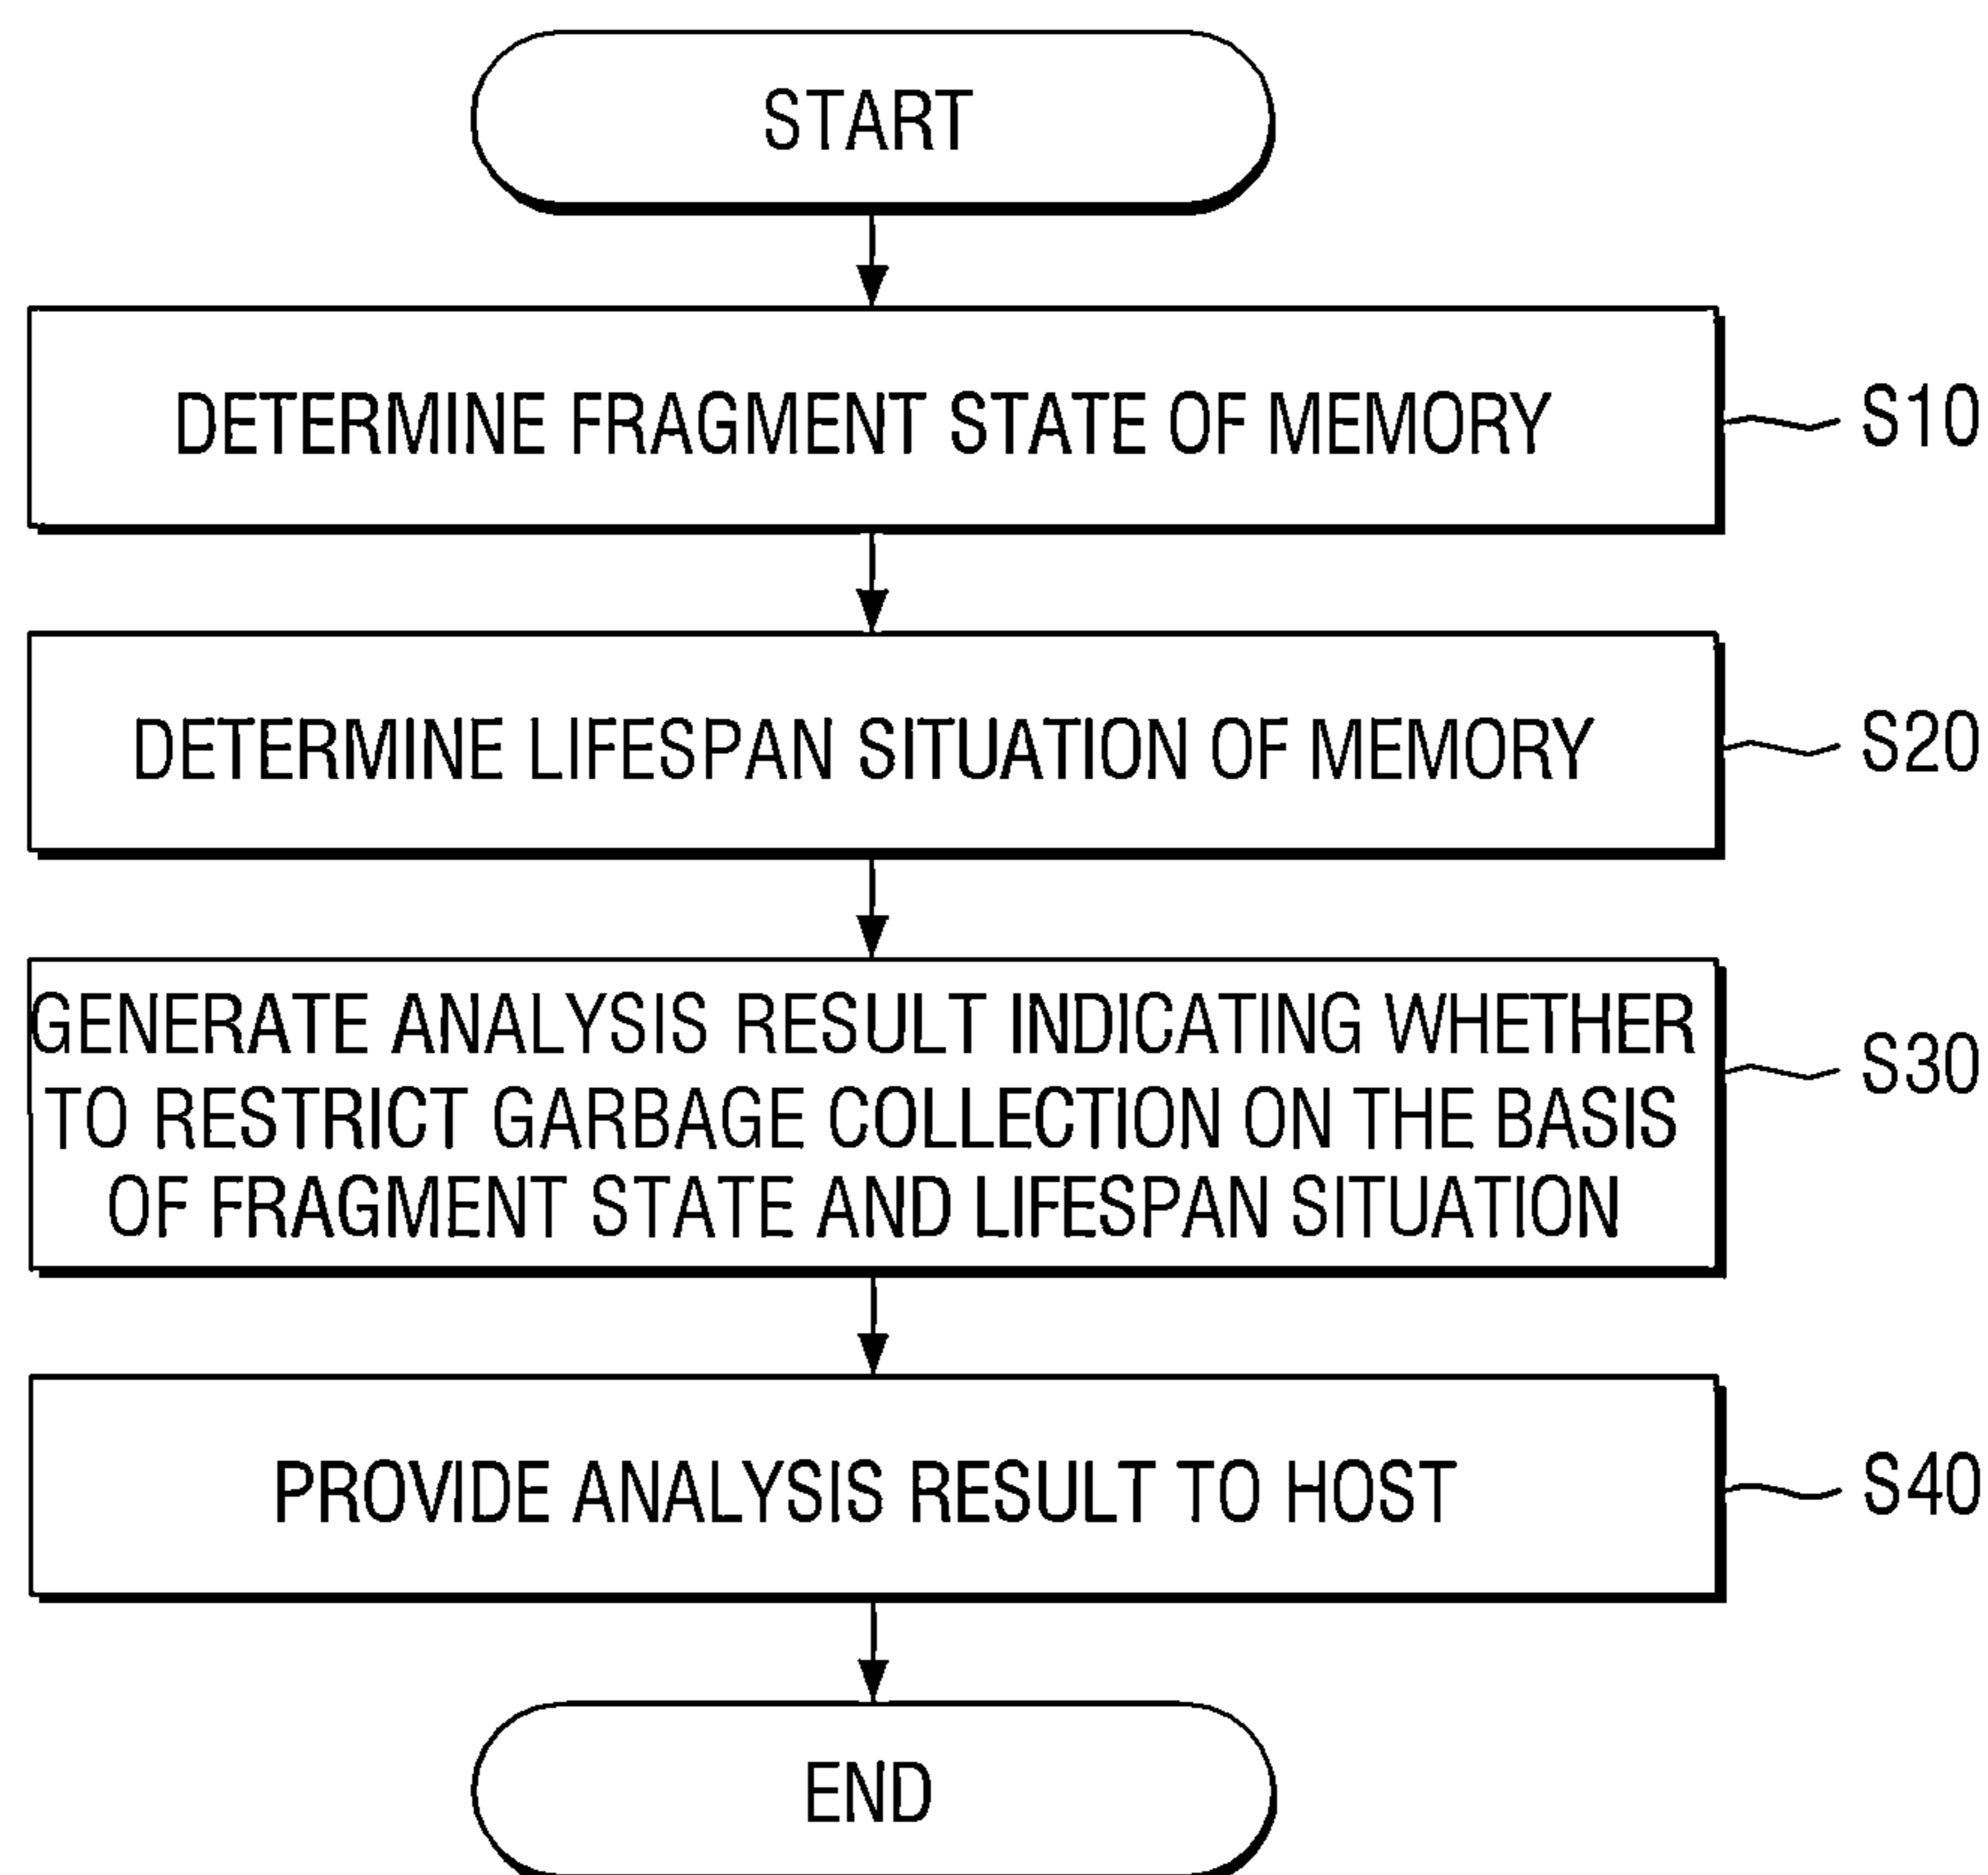 START
DETERMINE FRAGMENT STATE OF MEMORY
S10
DETERMINE LIFESPAN SITUATION OF MEMORY
S20
GENERATE ANALYSIS RESULT INDICATING WHETHER
TO RESTRICT GARBAGE COLLECTION ON THE BASIS
OF FRAGMENT STATE AND LIFESPAN SITUATION
S30
PROVIDE ANALYSIS RESULT TO HOST
S40
END